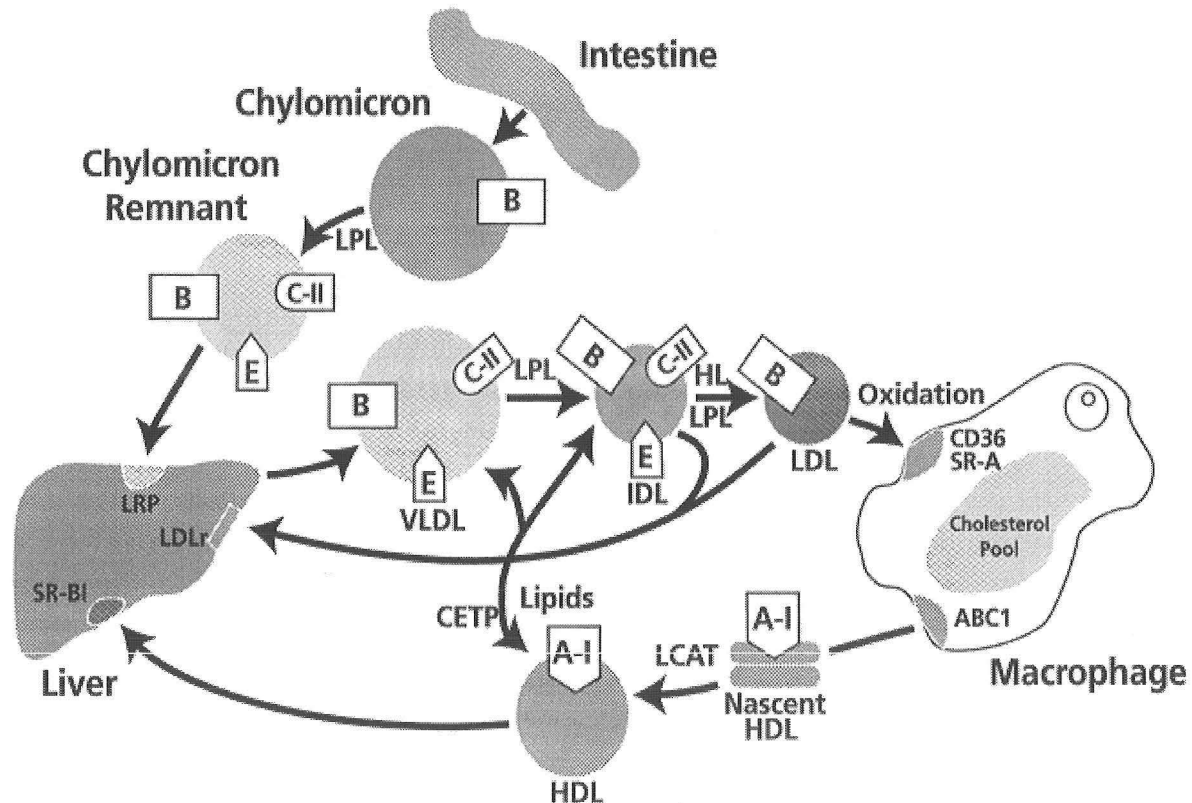 Intestine
Chylomicron
Chylomicron
Remnant
B
LPL
B
C-II
E
B
C-II
E
VLDL
LPL
B
C-II
E
IDL
HL
LPL
B
LDL
Oxidation
CD36
SR-A
Cholesterol
Pool
ABC1
Macrophage
LRP
LDLr
SR-BI
Liver
CETP
Lipids
A-I
HDL
LCAT
A-I
Nascent
HDL